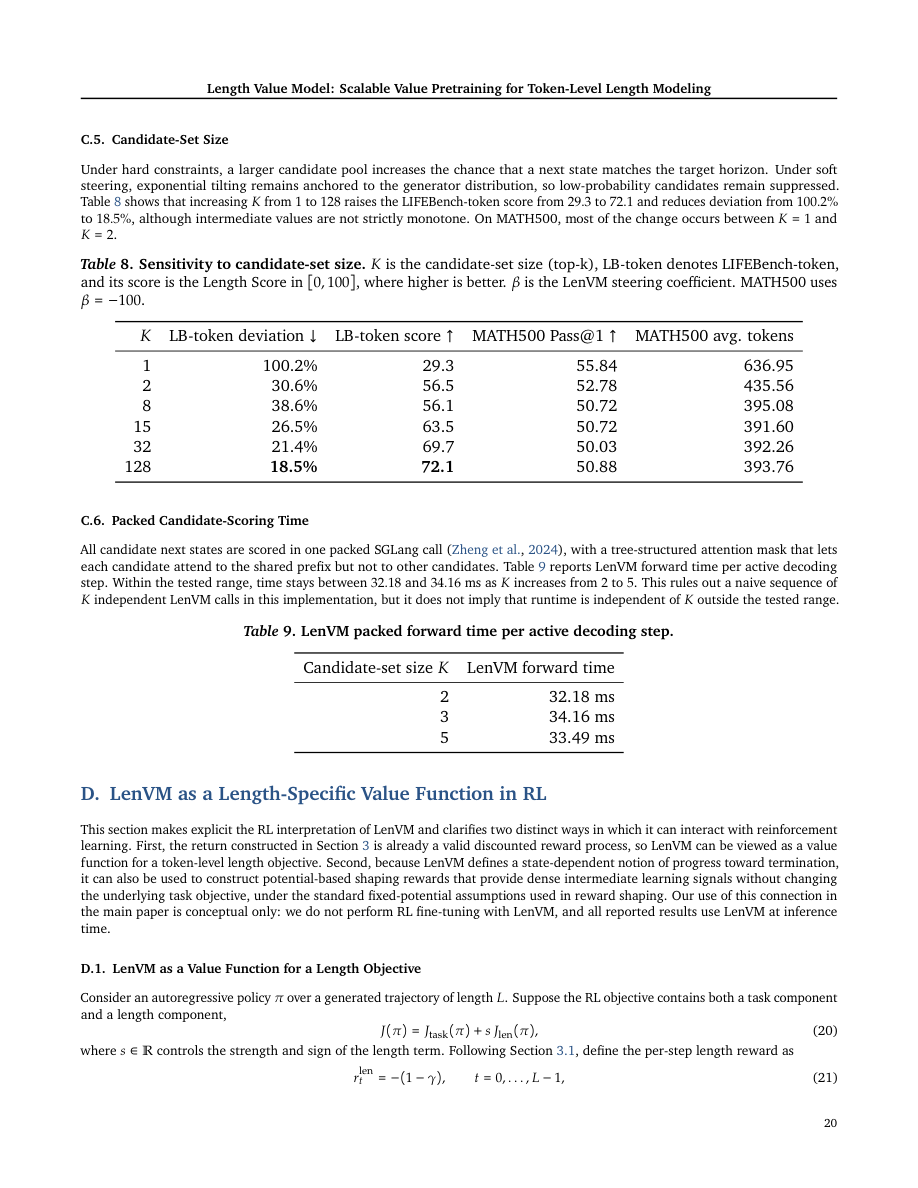 Length Value Model: Scalable Value Pretraining for Token-Level Length Modeling
C.5. Candidate-Set Size
Under hard constraints, a larger candidate pool increases the chance that a next state matches the target horizon. Under soft
steering, exponential tilting remains anchored to the generator distribution, so low-probability candidates remain suppressed.
Table 8 shows that increasing K from 1 to 128 raises the LIFEBench-token score from 29.3 to 72.1 and reduces deviation from 100.2%
to 18.5%, although intermediate values are not strictly monotone. On MATH500, most of the change occurs between K = 1 and
K = 2.
Table 8. Sensitivity to candidate-set size. K is the candidate-set size (top-k), LB-token denotes LIFEBench-token,
and its score is the Length Score in [0, 100], where higher is better. β is the LenVM steering coefficient. MATH500 uses
β = −100.
K LB-token deviation ↓ LB-token score ↑ MATH500 Pass@1 ↑ MATH500 avg. tokens
1 100.2% 29.3 55.84 636.95
2 30.6% 56.5 52.78 435.56
8 38.6% 56.1 50.72 395.08
15 26.5% 63.5 50.72 391.60
32 21.4% 69.7 50.03 392.26
128 18.5% 72.1 50.88 393.76
C.6. Packed Candidate-Scoring Time
All candidate next states are scored in one packed SGLang call (Zheng et al., 2024), with a tree-structured attention mask that lets
each candidate attend to the shared prefix but not to other candidates. Table 9 reports LenVM forward time per active decoding
step. Within the tested range, time stays between 32.18 and 34.16 ms as K increases from 2 to 5. This rules out a naive sequence of
K independent LenVM calls in this implementation, but it does not imply that runtime is independent of K outside the tested range.
Table 9. LenVM packed forward time per active decoding step.
Candidate-set size K LenVM forward time
2 32.18 ms
3 34.16 ms
5 33.49 ms
D. LenVM as a Length-Specific Value Function in RL
This section makes explicit the RL interpretation of LenVM and clarifies two distinct ways in which it can interact with reinforcement
learning. First, the return constructed in Section 3 is already a valid discounted reward process, so LenVM can be viewed as a value
function for a token-level length objective. Second, because LenVM defines a state-dependent notion of progress toward termination,
it can also be used to construct potential-based shaping rewards that provide dense intermediate learning signals without changing
the underlying task objective, under the standard fixed-potential assumptions used in reward shaping. Our use of this connection in
the main paper is conceptual only: we do not perform RL fine-tuning with LenVM, and all reported results use LenVM at inference
time.
D.1. LenVM as a Value Function for a Length Objective
Consider an autoregressive policy π over a generated trajectory of length L. Suppose the RL objective contains both a task component
and a length component,
J(π) = J_task(π) + s J_len(π), (20)
where s ∈ ℝ controls the strength and sign of the length term. Following Section 3.1, define the per-step length reward as
r_t^len = −(1 − γ), t = 0, . . . , L − 1, (21)
20